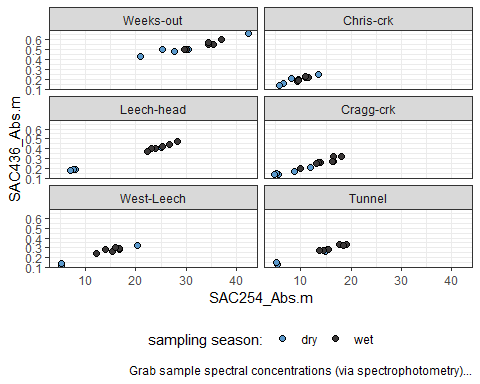 Weeks-out Chris-crk
0.6
0.5
0.4
0.3
0.2
0.1
Leech-head Cragg-crk
0.6
0.5
0.4
0.3
0.2
0.1
West-Leech Tunnel
0.6
0.5
0.4
0.3
0.2
0.1
SAC436_Abs.m
10 20 30 40 10 20 30 40
SAC254_Abs.m
sampling season: dry wet
Grab sample spectral concentrations (via spectrophotometry)...